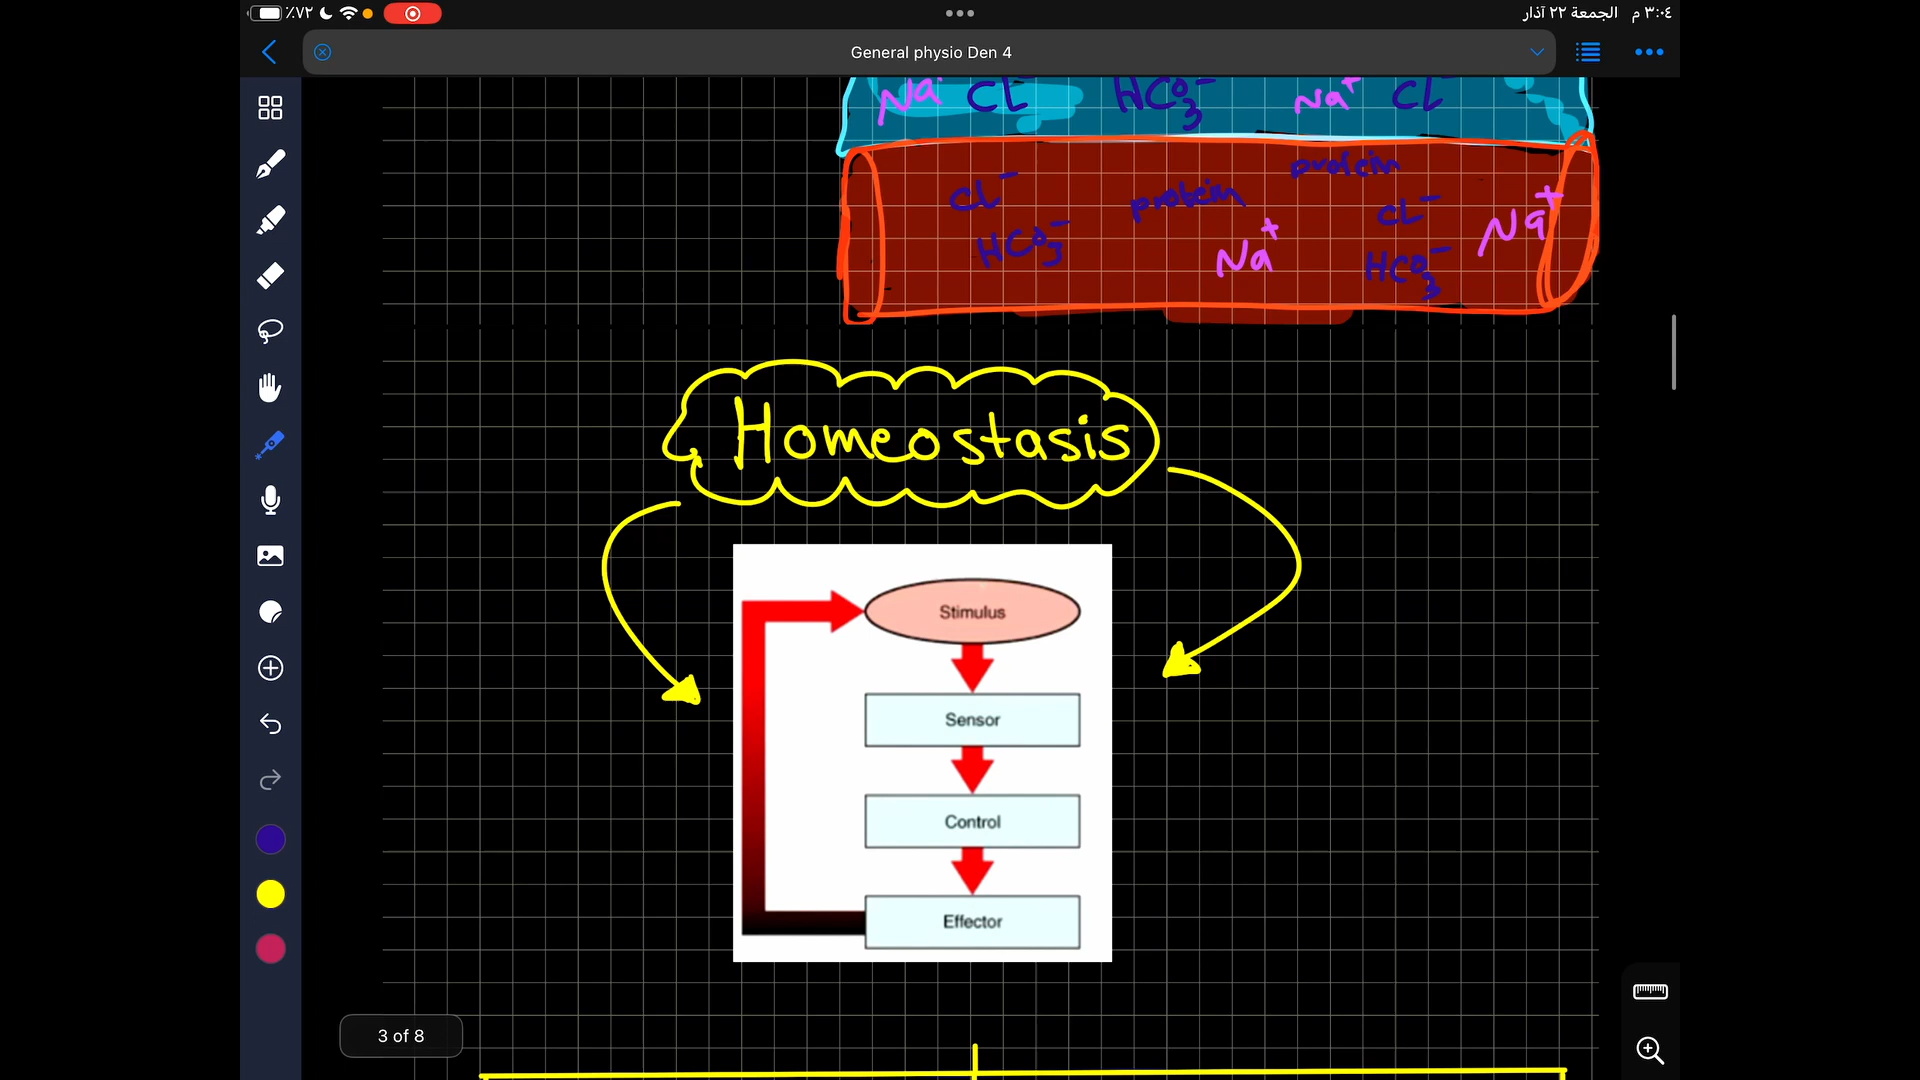 ٪٧٢
٣:٠٤ م الجمعة ٢٢ آذار
General physio Den 4
Na⁺ CL⁻ HCO₃⁻ Na⁺ CL⁻
CL⁻ protein protein CL⁻ Na⁺
HCO₃⁻ Na⁺ HCO₃⁻
Homeostasis
Stimulus
Sensor
Control
Effector
3 of 8